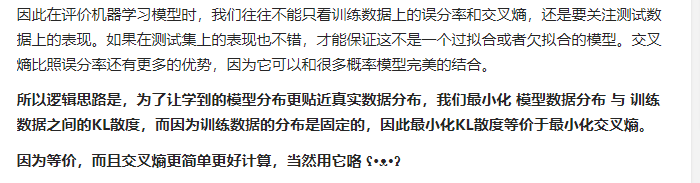 因此在评价机器学习模型时，我们往往不能只看训练数据上的误分率和交叉熵，还是要关注测试数
据上的表现。如果在测试集上的表现也不错，才能保证这不是一个过拟合或者欠拟合的模型。交叉
熵比照误分率还有更多的优势，因为它可以和很多概率模型完美的结合。
所以逻辑思路是，为了让学到的模型分布更贴近真实数据分布，我们最小化 模型数据分布 与 训练
数据之间的KL散度，而因为训练数据的分布是固定的，因此最小化KL散度等价于最小化交叉熵。
因为等价，而且交叉熵更简单更好计算，当然用它咯 ʕ•ᴥ•ʔ